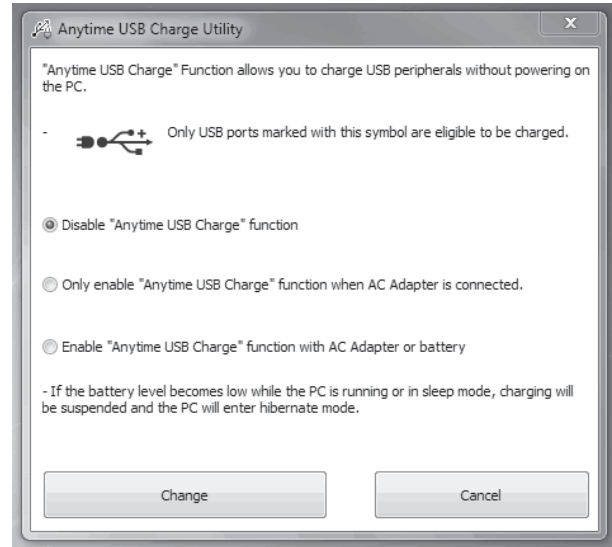 Anytime USB Charge Utility
"Anytime USB Charge" Function allows you to charge USB peripherals without powering on
the PC.
- Only USB ports marked with this symbol are eligible to be charged.
Disable "Anytime USB Charge" function
Only enable "Anytime USB Charge" function when AC Adapter is connected.
Enable "Anytime USB Charge" function with AC Adapter or battery
- If the battery level becomes low while the PC is running or in sleep mode, charging will
be suspended and the PC will enter hibernate mode.
Change Cancel